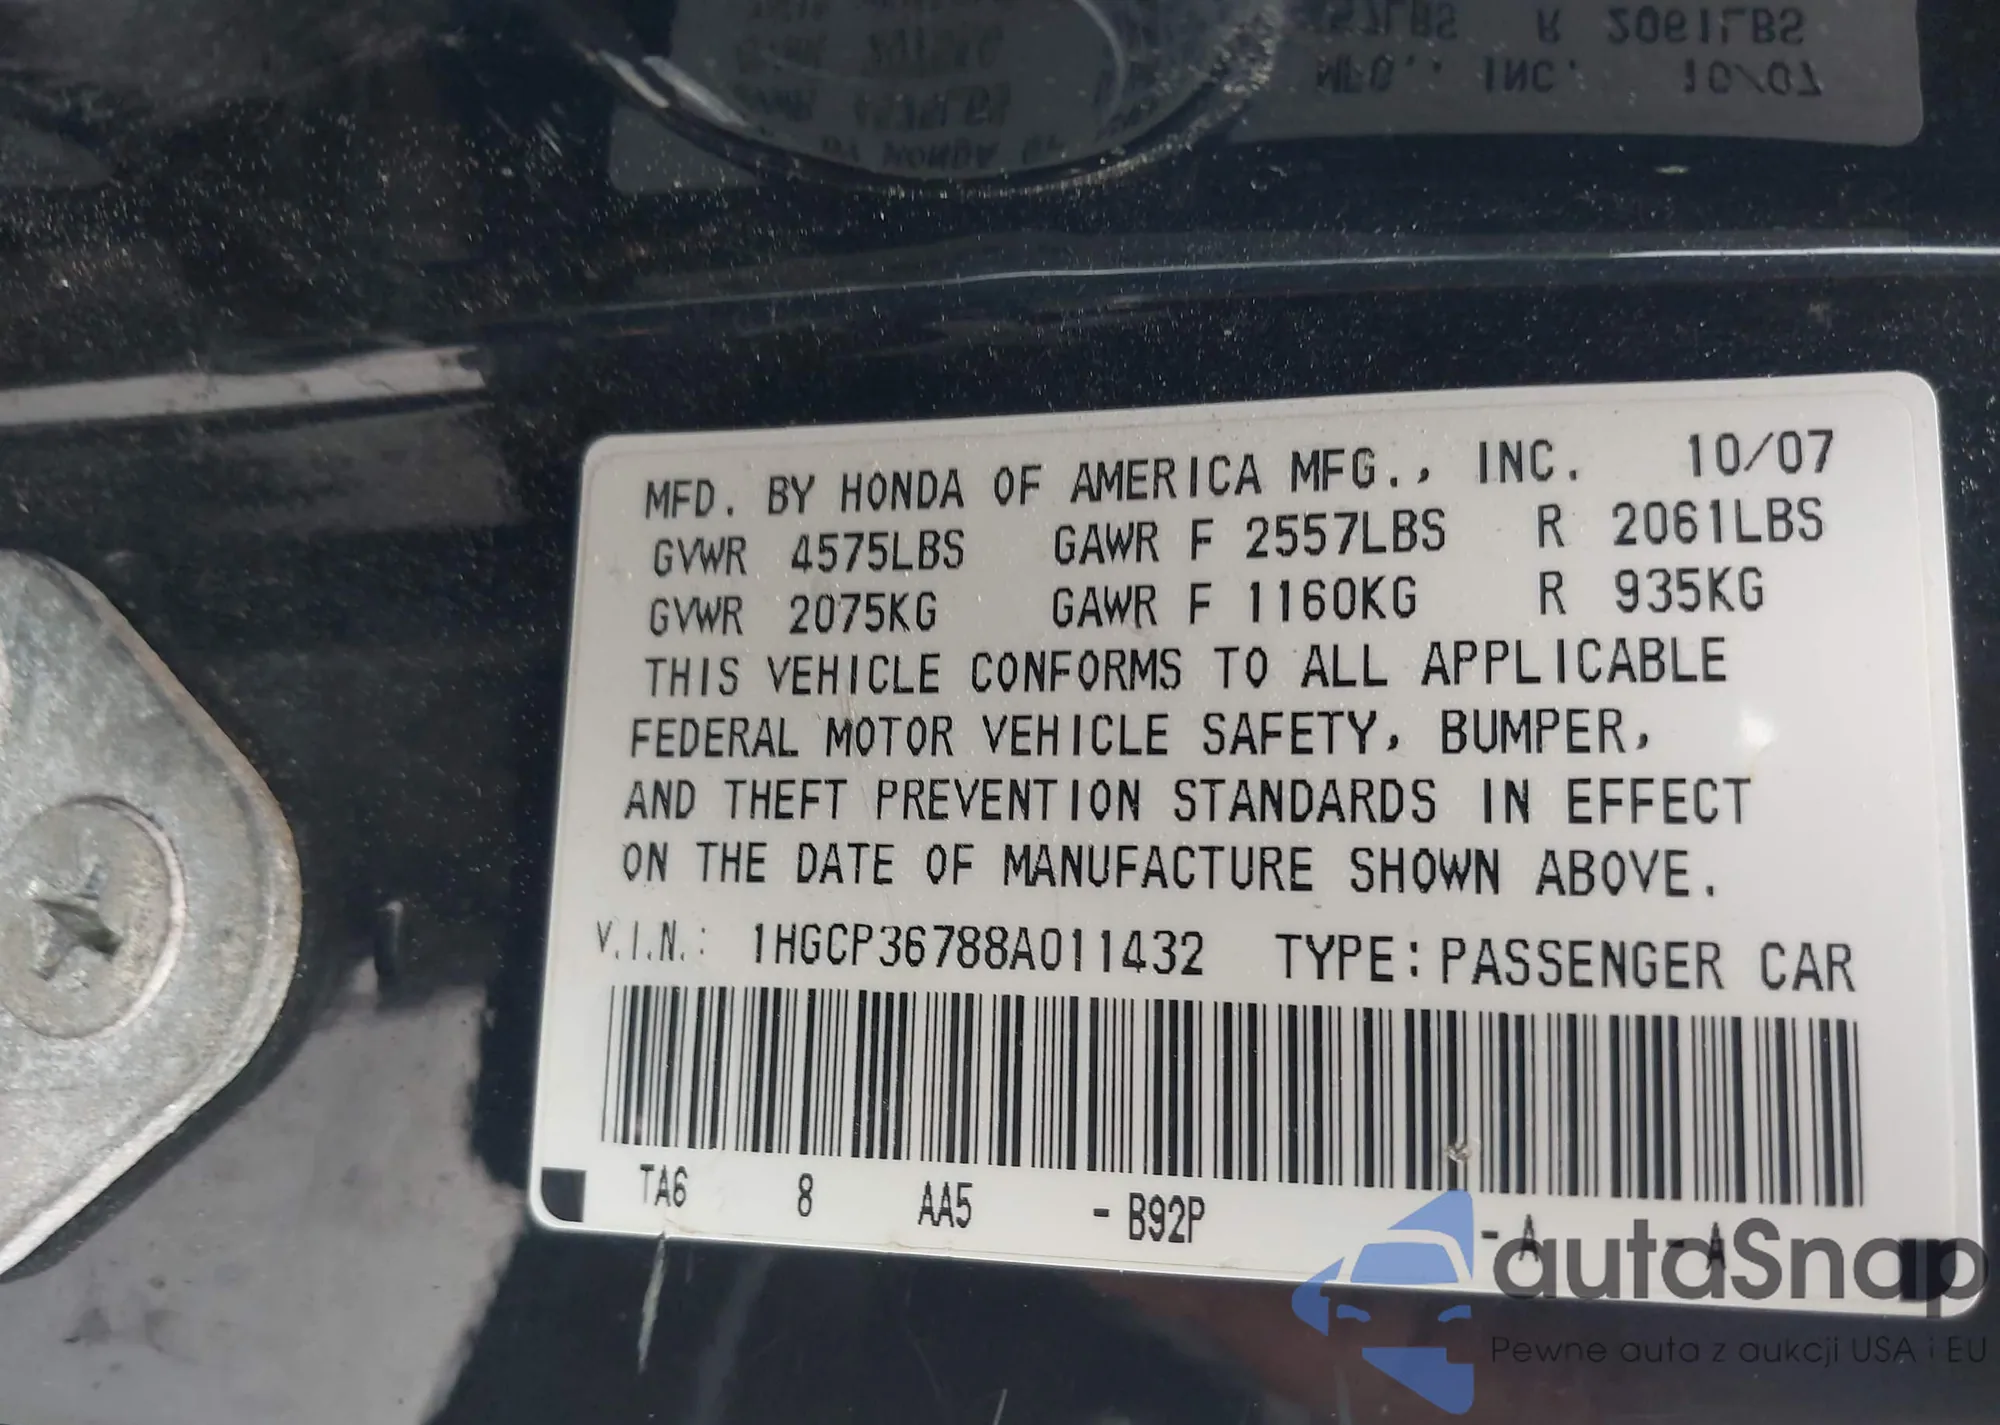 MFD. BY HONDA OF AMERICA MFG., INC. 10/07
GVWR 4575LBS GAWR F 2557LBS R 2061LBS
GVWR 2075KG GAWR F 1160KG R 935KG
THIS VEHICLE CONFORMS TO ALL APPLICABLE
FEDERAL MOTOR VEHICLE SAFETY, BUMPER,
AND THEFT PREVENTION STANDARDS IN EFFECT
ON THE DATE OF MANUFACTURE SHOWN ABOVE.
V.I.N.: 1HGCP36788A011432 TYPE: PASSENGER CAR
TA6 8 AA5 - B92P - A - A
autoSnap
Pewne auta z aukcji USA i EU